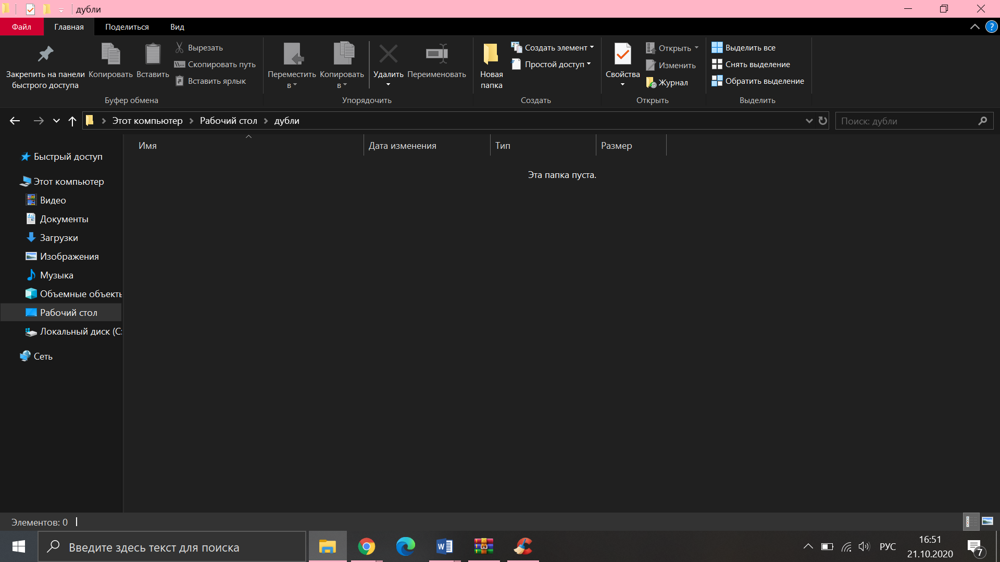 дубли
Файл Главная Поделиться Вид
Закрепить на панели быстрого доступа
Копировать
Вставить
Вырезать
Скопировать путь
Вставить ярлык
Буфер обмена
Переместить в
Копировать в
Удалить
Переименовать
Упорядочить
Новая папка
Создать элемент
Простой доступ
Создать
Свойства
Открыть
Изменить
Журнал
Открыть
Выделить все
Снять выделение
Обратить выделение
Выделить
Этот компьютер Рабочий стол дубли
Поиск: дубли
Имя Дата изменения Тип Размер
Эта папка пуста.
Быстрый доступ
Этот компьютер
Видео
Документы
Загрузки
Изображения
Музыка
Объемные объекты
Рабочий стол
Локальный диск (C:
Сеть
Элементов: 0
Введите здесь текст для поиска
РУС
16:51
21.10.2020
7